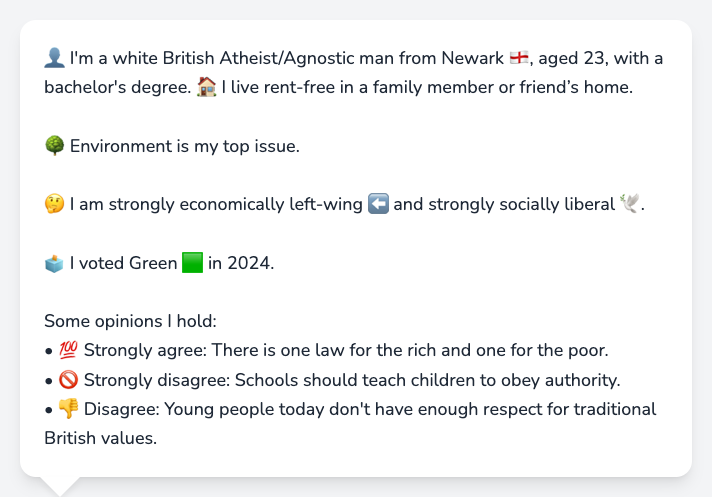 👤 I'm a white British Atheist/Agnostic man from Newark 🏴󠁧󠁢󠁥󠁮󠁧󠁿, aged 23, with a
bachelor's degree. 🏠 I live rent-free in a family member or friend’s home.
🌳 Environment is my top issue.
🤔 I am strongly economically left-wing ⬅️ and strongly socially liberal 🕊️.
🗳️ I voted Green 🟩 in 2024.
Some opinions I hold:
• 💯 Strongly agree: There is one law for the rich and one for the poor.
• 🚫 Strongly disagree: Schools should teach children to obey authority.
• 👎 Disagree: Young people today don't have enough respect for traditional
British values.